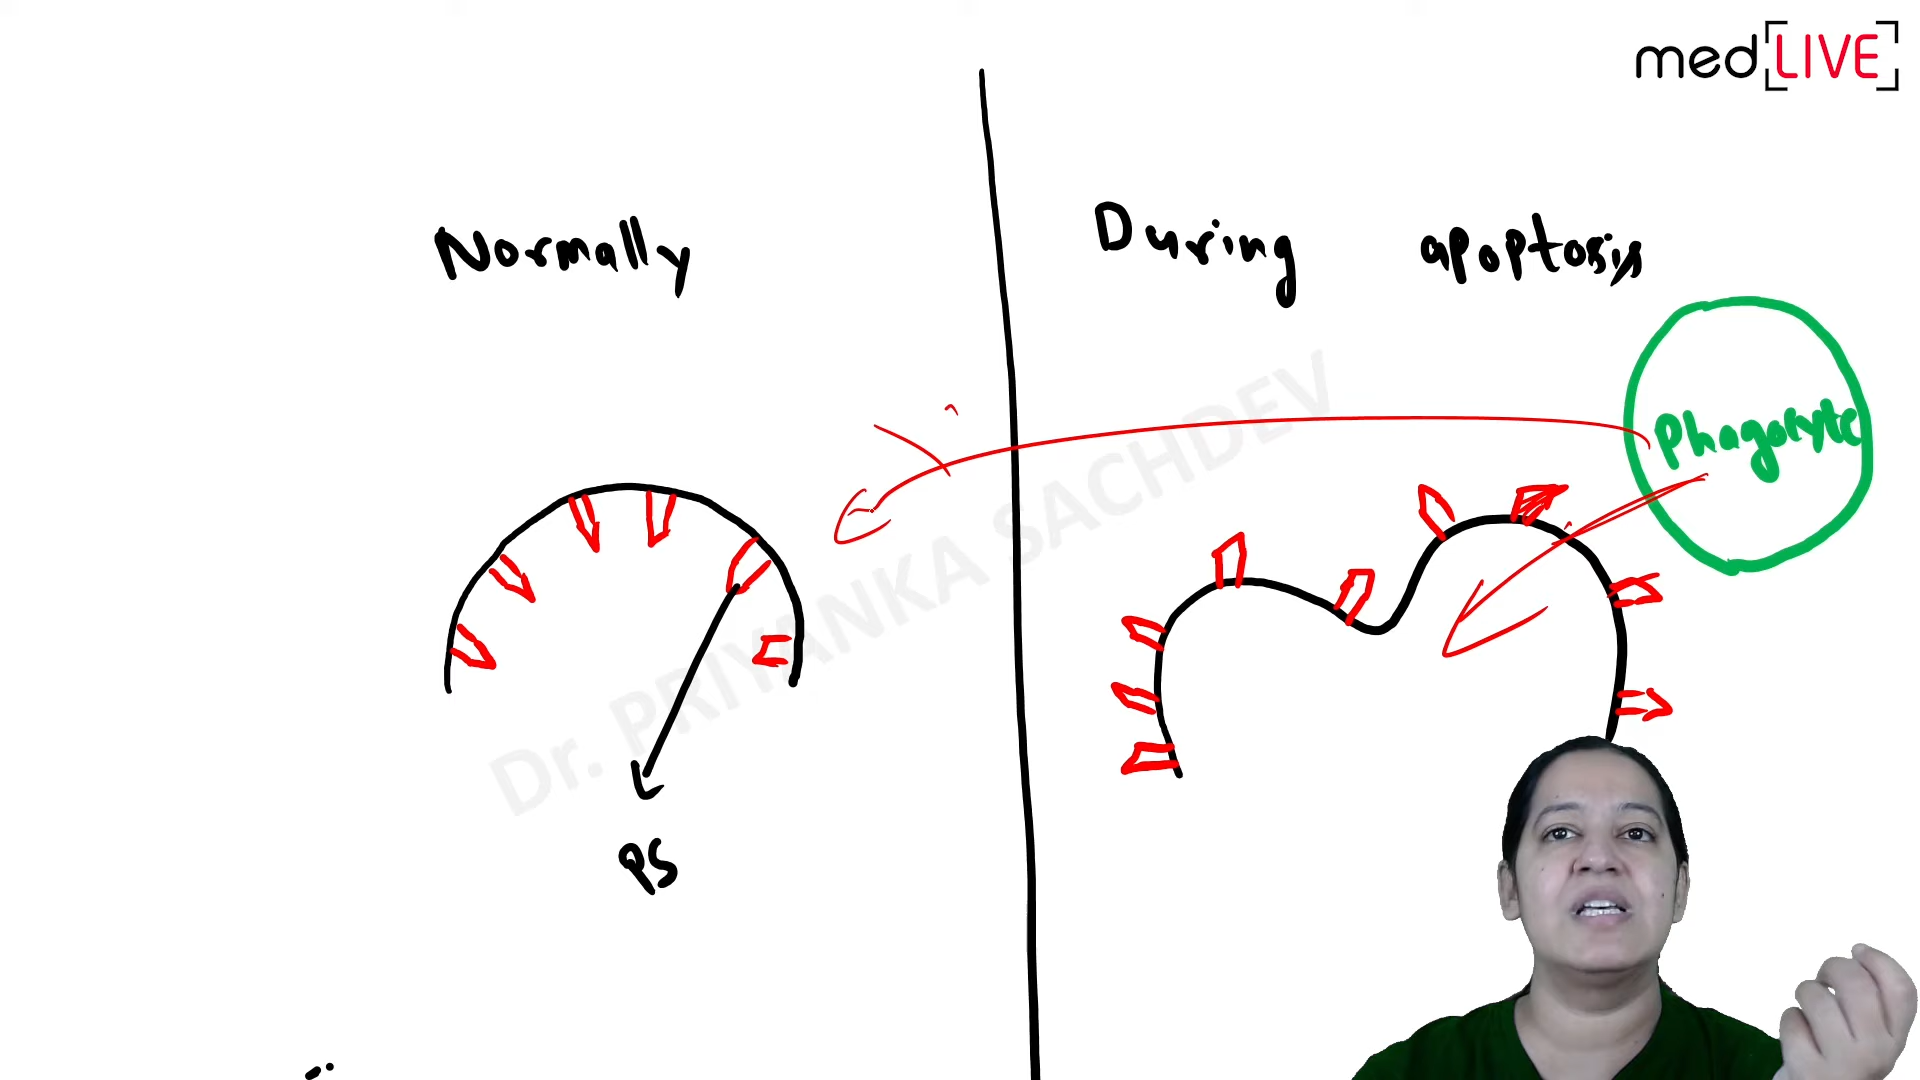 med[LIVE]
Normally
During apoptosis
Phagocyte
Dr. PRIYANKA SACHDEV
PS